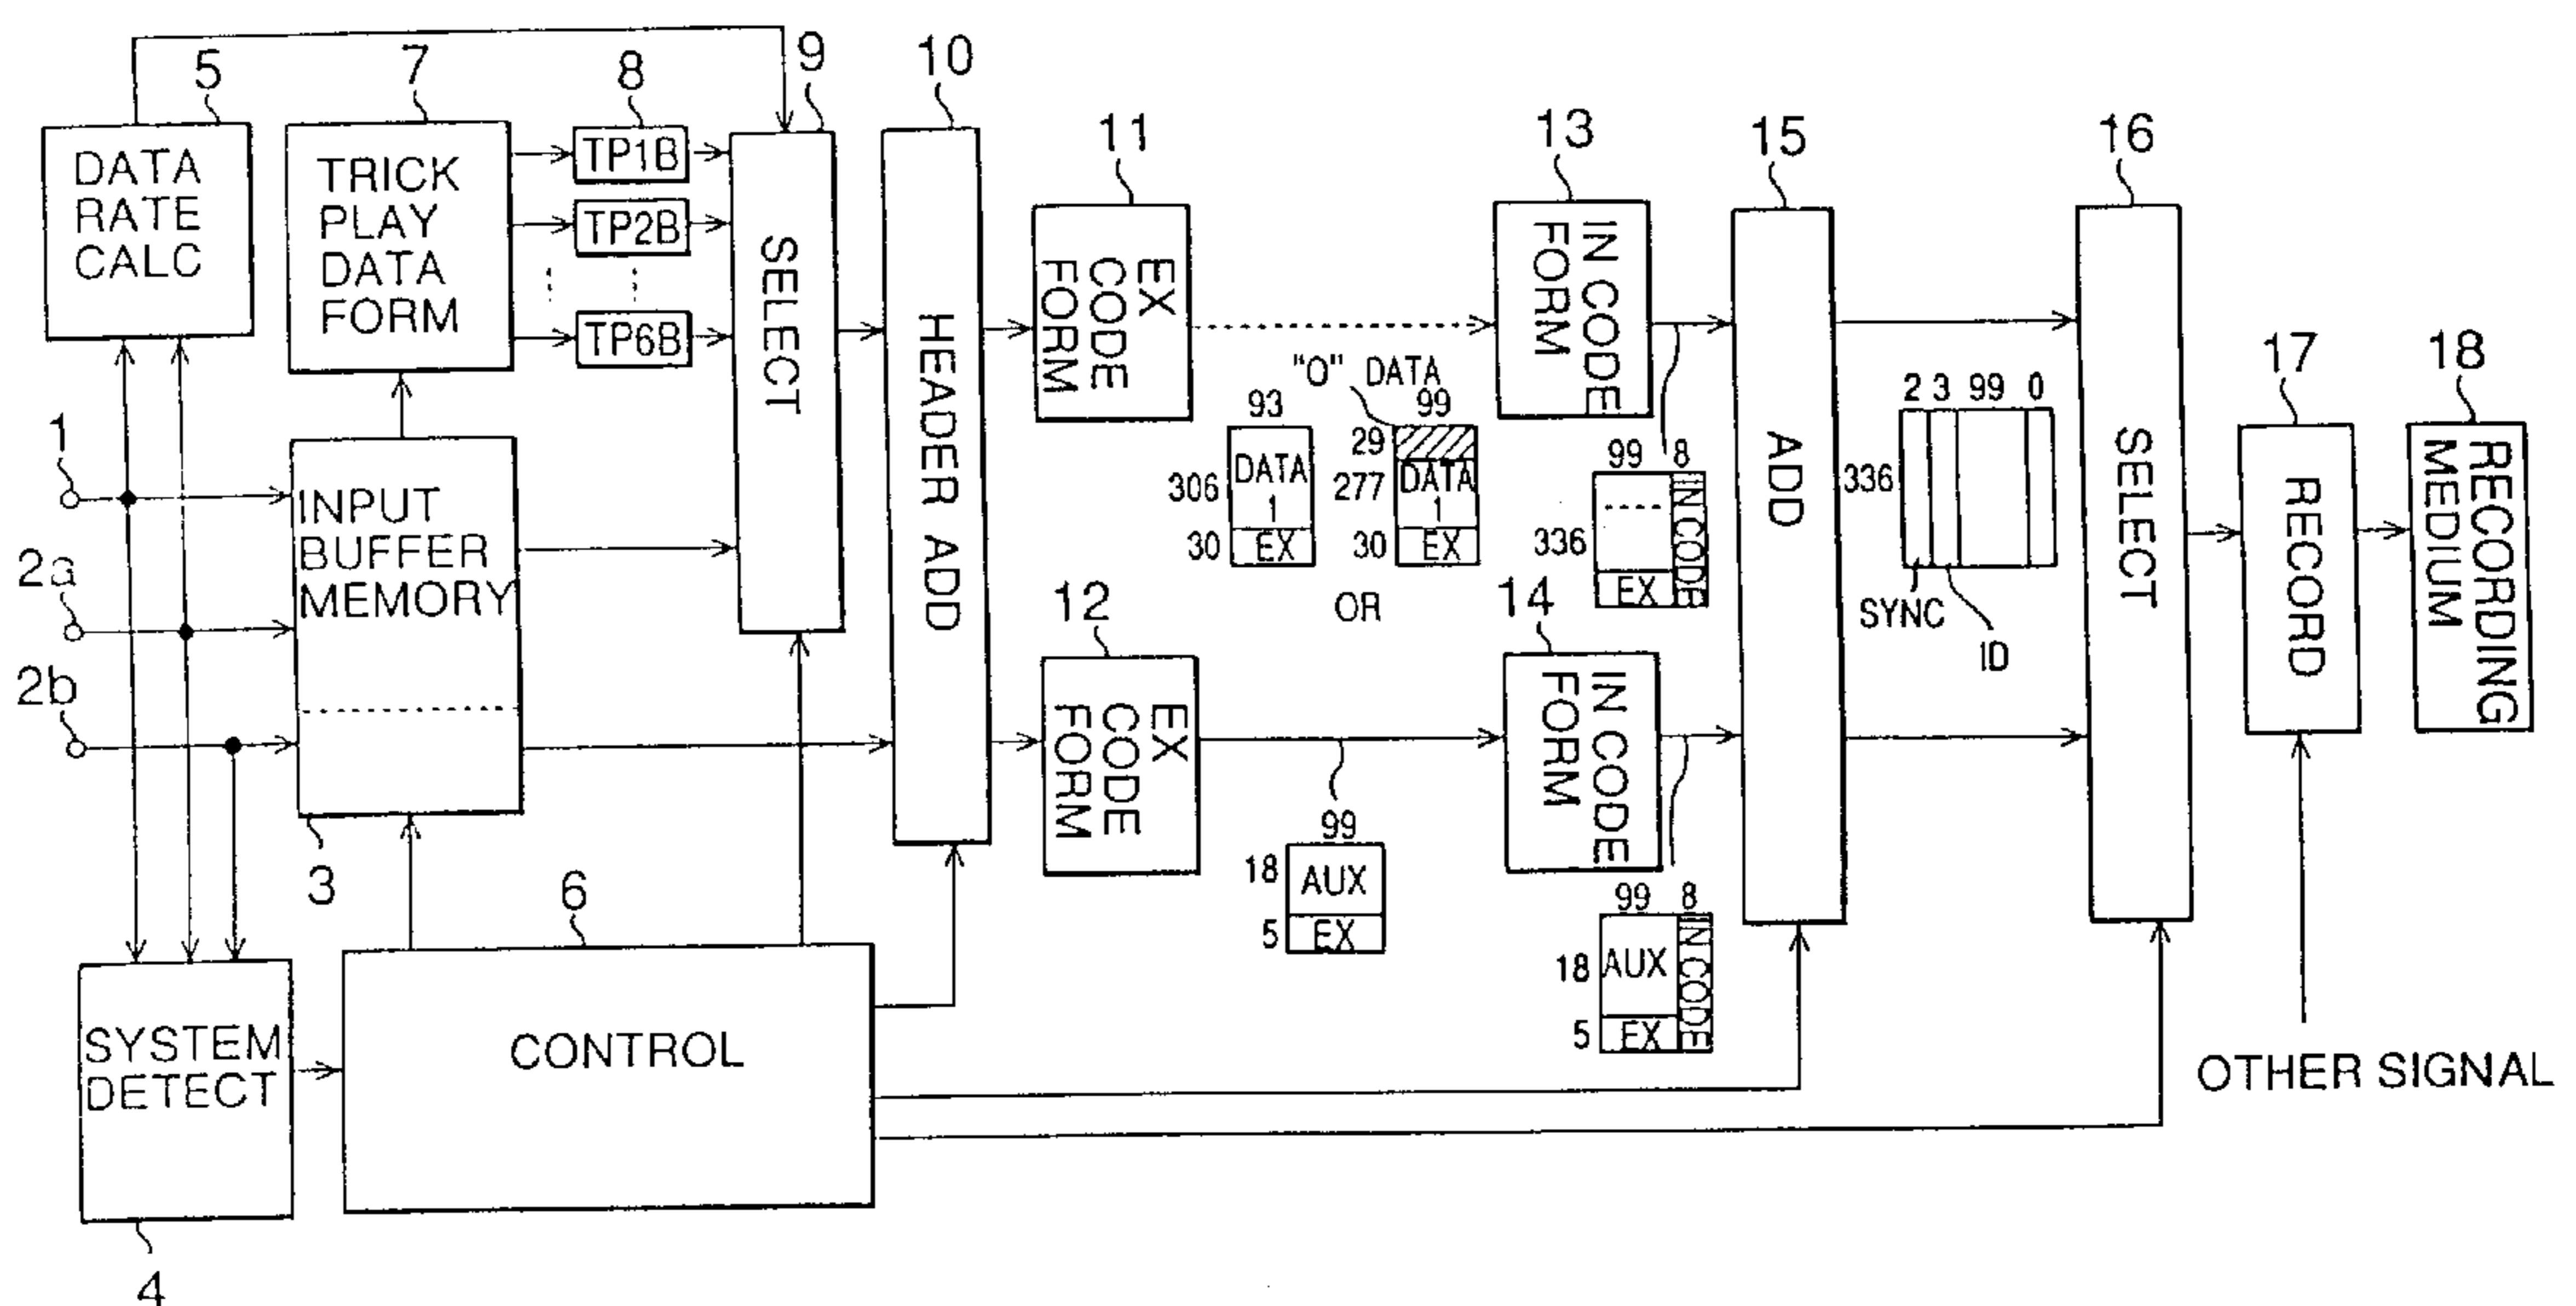 5
7
8
9
10
11
13
15
16
17
18
DATA
RATE
CALC
TRICK
PLAY
DATA
FORM
TP1B
TP2B
TP6B
SELECT
HEADER ADD
EX
CODE
FORM
IN CODE
FORM
ADD
SELECT
RECORD
RECORDING
MEDIUM
1
2a
2b
INPUT
BUFFER
MEMORY
3
"0" DATA
93
306
DATA
1
30
EX
99
29
277
DATA
1
30
EX
OR
99 8
336
EX
IN CODE
2 3 99 0
336
SYNC
ID
12
EX
CODE
FORM
14
IN CODE
FORM
99
18
AUX
5
EX
99 8
18
AUX
5
EX
IN CODE
6
CONTROL
SYSTEM
DETECT
4
OTHER SIGNAL